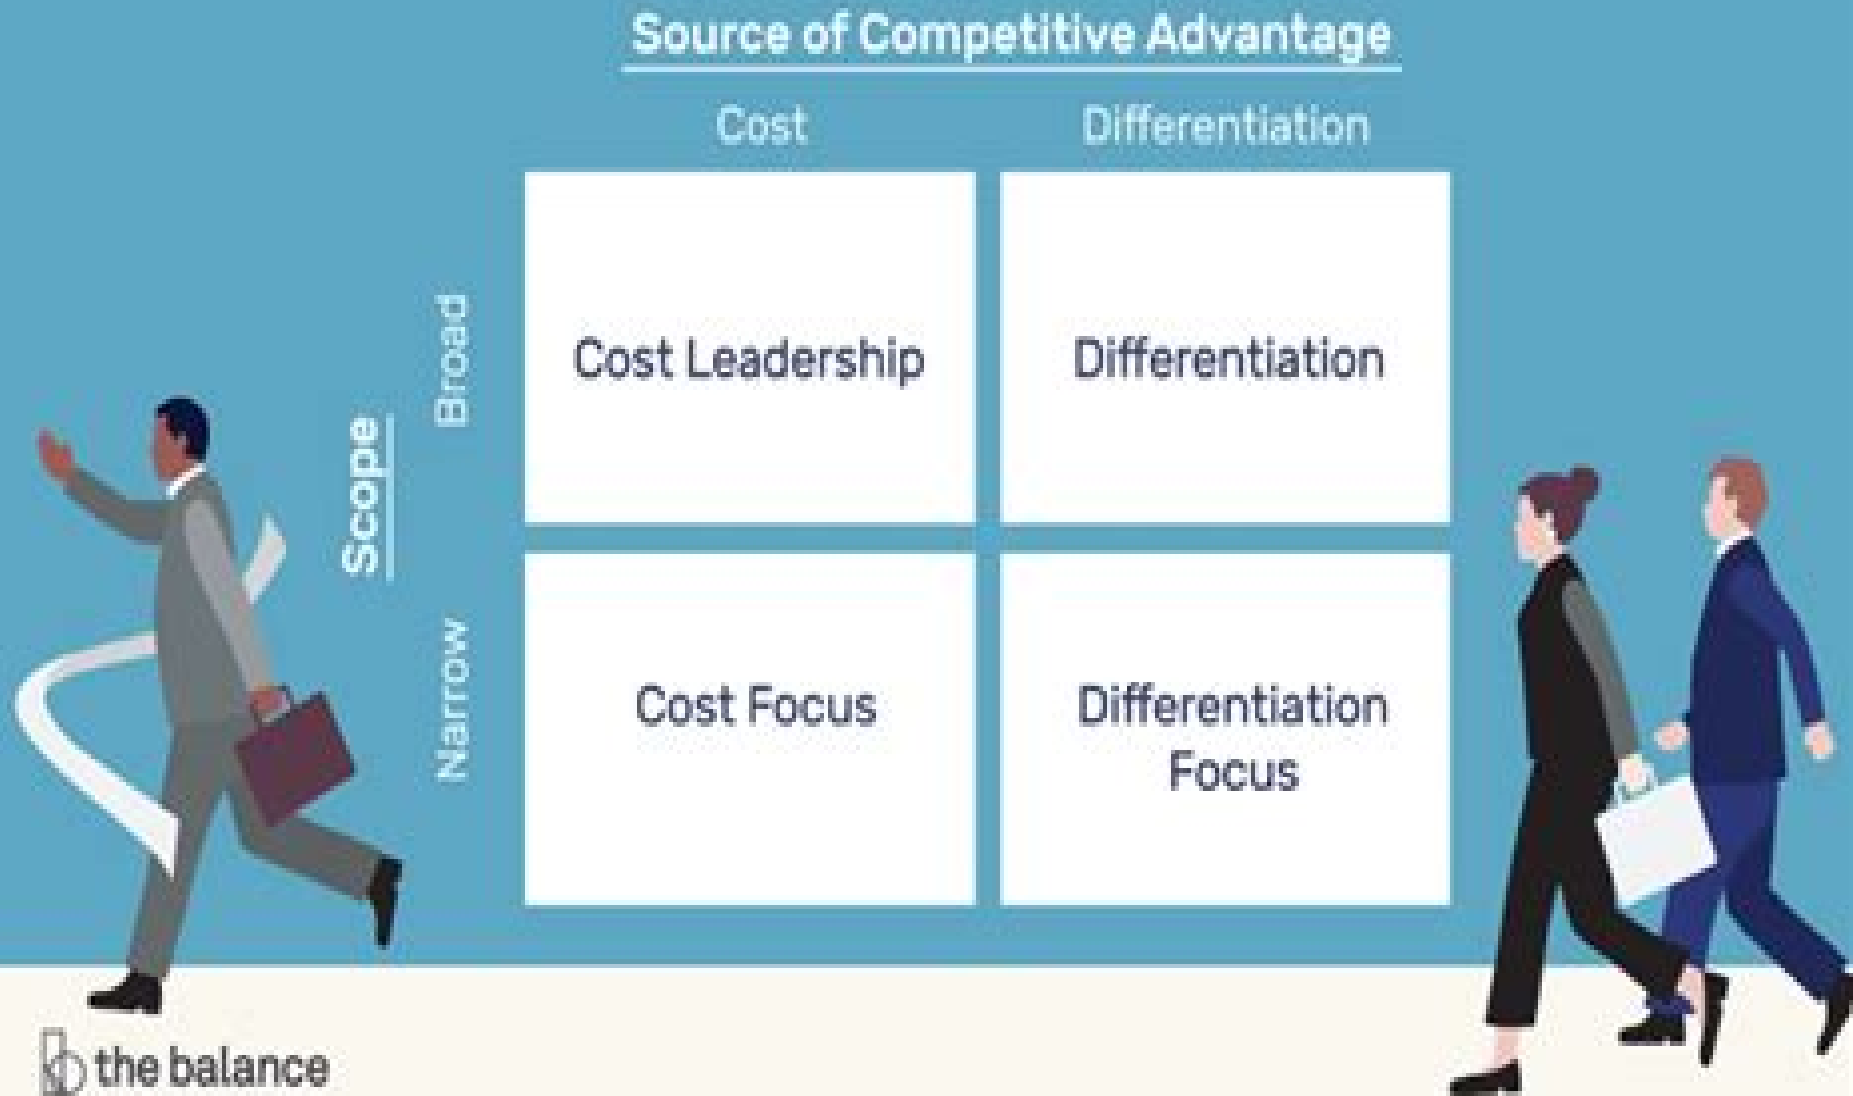 Source of Competitive Advantage
Cost Differentiation
Scope
Broad
Cost Leadership Differentiation
Narrow
Cost Focus Differentiation
Focus
the balance